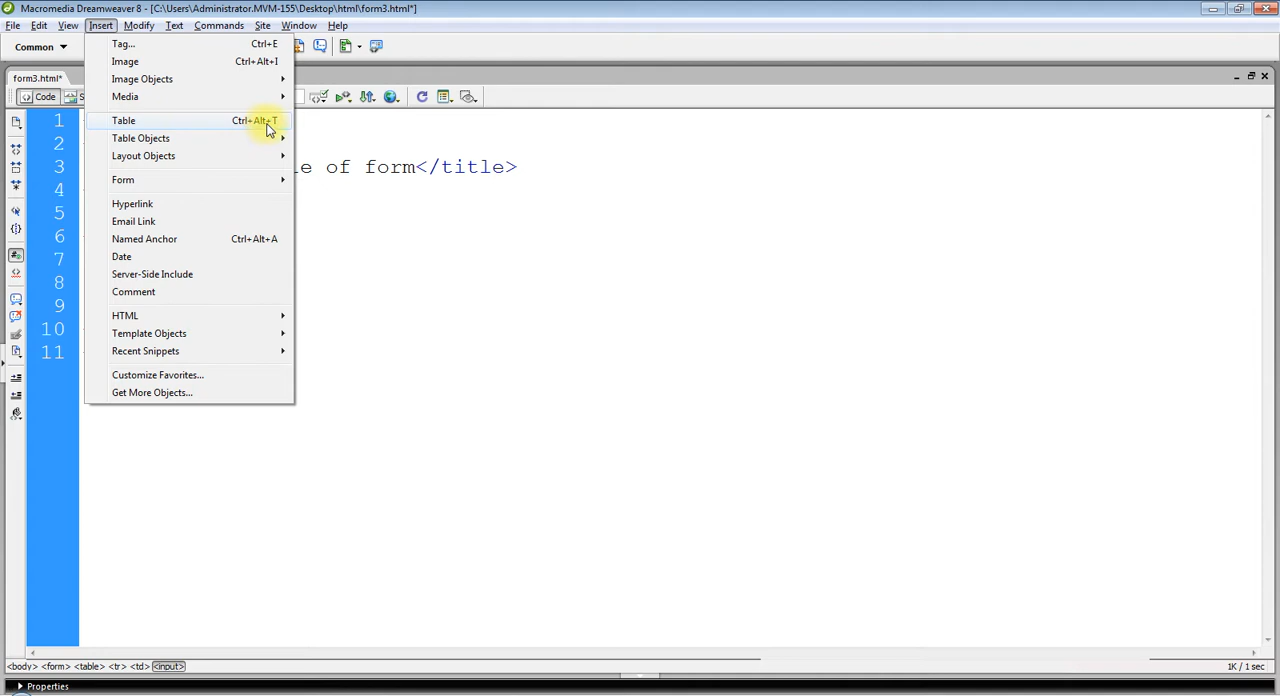 Macromedia Dreamweaver 8 - [C:\Users\Administrator.MVM-155\Desktop\html\form3.html*]
File Edit View Insert Modify Text Commands Site Window Help
Common
Tag... Ctrl+E
Image Ctrl+Alt+I
Image Objects
Media
Table Ctrl+Alt+T
Table Objects
Layout Objects
Form
Hyperlink
Email Link
Named Anchor Ctrl+Alt+A
Date
Server-Side Include
Comment
HTML
Template Objects
Recent Snippets
Customize Favorites...
Get More Objects...
form3.html*
Code
1
2
3 of form</title>
4
5
6
7
8
9
10
11
<body> <form> <table> <tr> <td> <input> 1K / 1 sec
Properties